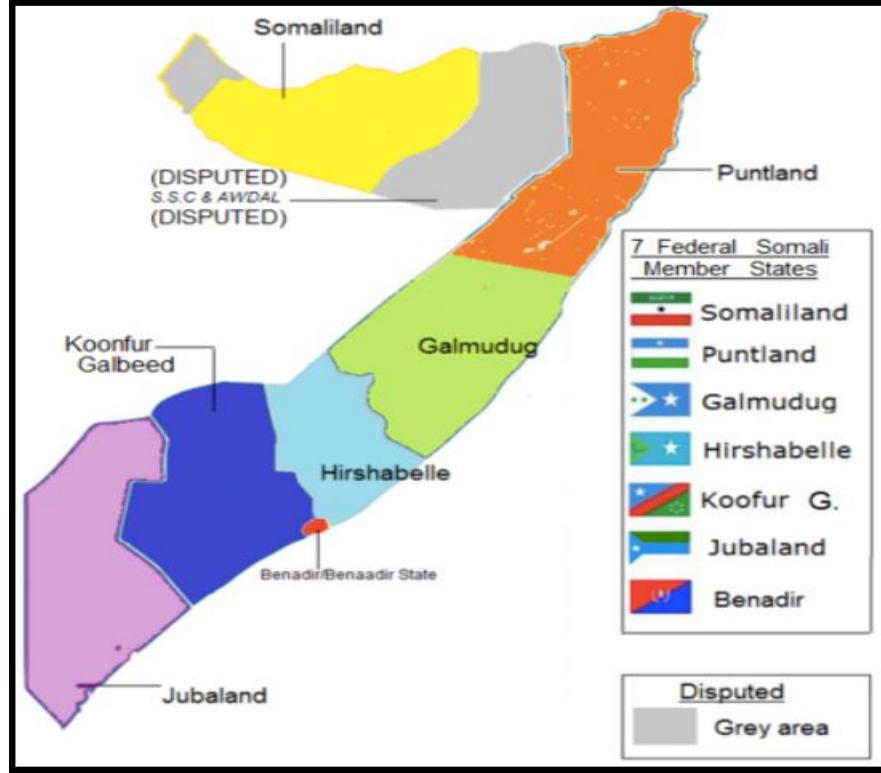 Somaliland
(DISPUTED)
S.S.C & AWDAL
(DISPUTED)
Puntland
Galmudug
Koonfur
Galbeed
Hirshabelle
Benadir/Benaadir State
Jubaland
7 Federal Somali
Member States
Somaliland
Puntland
Galmudug
Hirshabelle
Koofur G.
Jubaland
Benadir
Disputed
Grey area